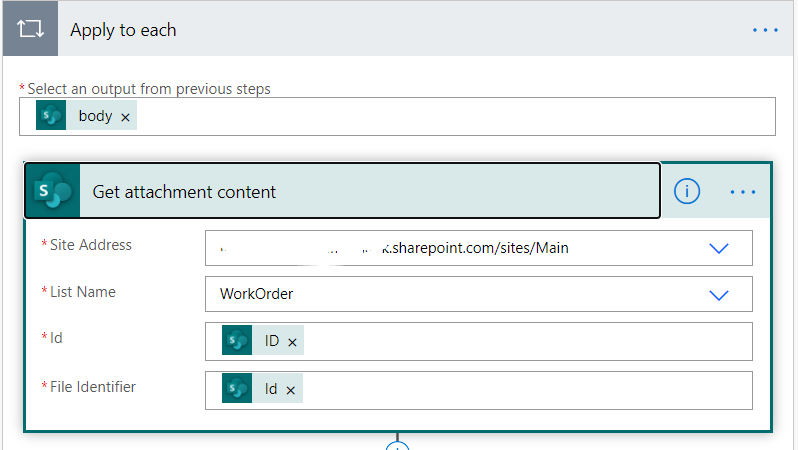 Apply to each
* Select an output from previous steps
body ×
Get attachment content
* Site Address
.sharepoint.com/sites/Main
* List Name
WorkOrder
* Id
ID ×
* File Identifier
Id ×